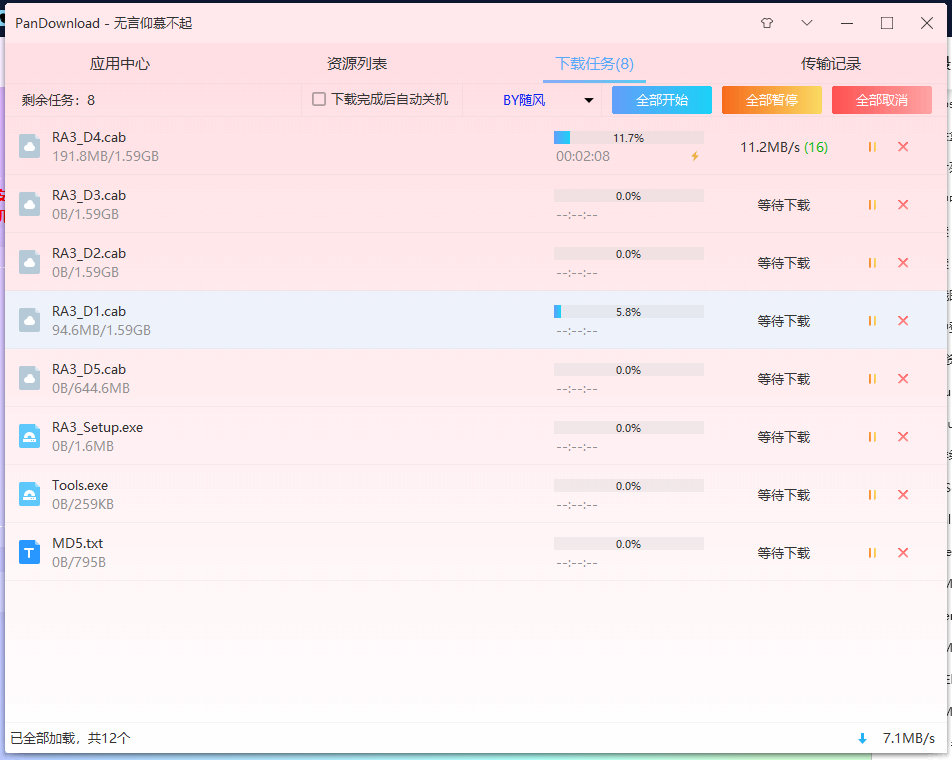 PanDownload - 无言仰慕不起
应用中心 资源列表 下载任务(8) 传输记录
剩余任务：8 下载完成后自动关机 BY随风 全部开始 全部暂停 全部取消
RA3_D4.cab 11.7%
191.8MB/1.59GB 00:02:08 11.2MB/s (16)
RA3_D3.cab 0.0%
0B/1.59GB --:--:-- 等待下载
RA3_D2.cab 0.0%
0B/1.59GB --:--:-- 等待下载
RA3_D1.cab 5.8%
94.6MB/1.59GB --:--:-- 等待下载
RA3_D5.cab 0.0%
0B/644.6MB --:--:-- 等待下载
RA3_Setup.exe 0.0%
0B/1.6MB --:--:-- 等待下载
Tools.exe 0.0%
0B/259KB --:--:-- 等待下载
T MD5.txt 0.0%
0B/795B --:--:-- 等待下载
已全部加载，共12个 7.1MB/s